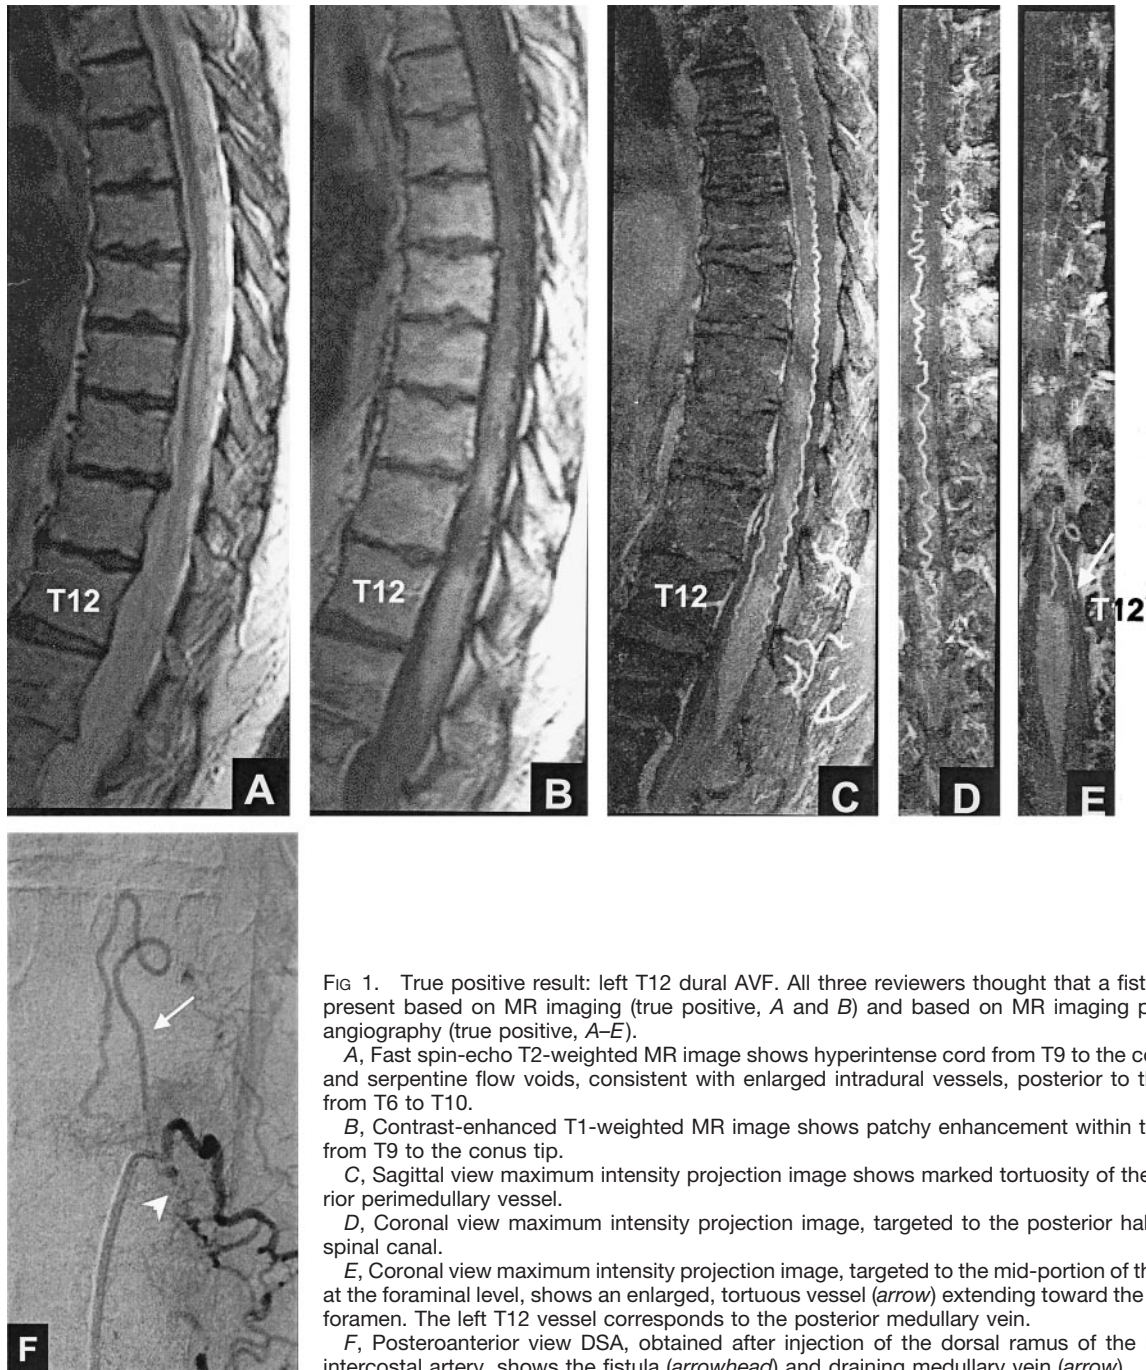 T12
A
T12
B
T12
C
D
T12
E
F
FIG 1. True positive result: left T12 dural AVF. All three reviewers thought that a fist
present based on MR imaging (true positive, A and B) and based on MR imaging p
angiography (true positive, A–E).
A, Fast spin-echo T2-weighted MR image shows hyperintense cord from T9 to the co
and serpentine flow voids, consistent with enlarged intradural vessels, posterior to t
from T6 to T10.
B, Contrast-enhanced T1-weighted MR image shows patchy enhancement within t
from T9 to the conus tip.
C, Sagittal view maximum intensity projection image shows marked tortuosity of the
rior perimedullary vessel.
D, Coronal view maximum intensity projection image, targeted to the posterior hal
spinal canal.
E, Coronal view maximum intensity projection image, targeted to the mid-portion of th
at the foraminal level, shows an enlarged, tortuous vessel (arrow) extending toward the
foramen. The left T12 vessel corresponds to the posterior medullary vein.
F, Posteroanterior view DSA, obtained after injection of the dorsal ramus of the
intercostal artery, shows the fistula (arrowhead) and draining medullary vein (arrow)